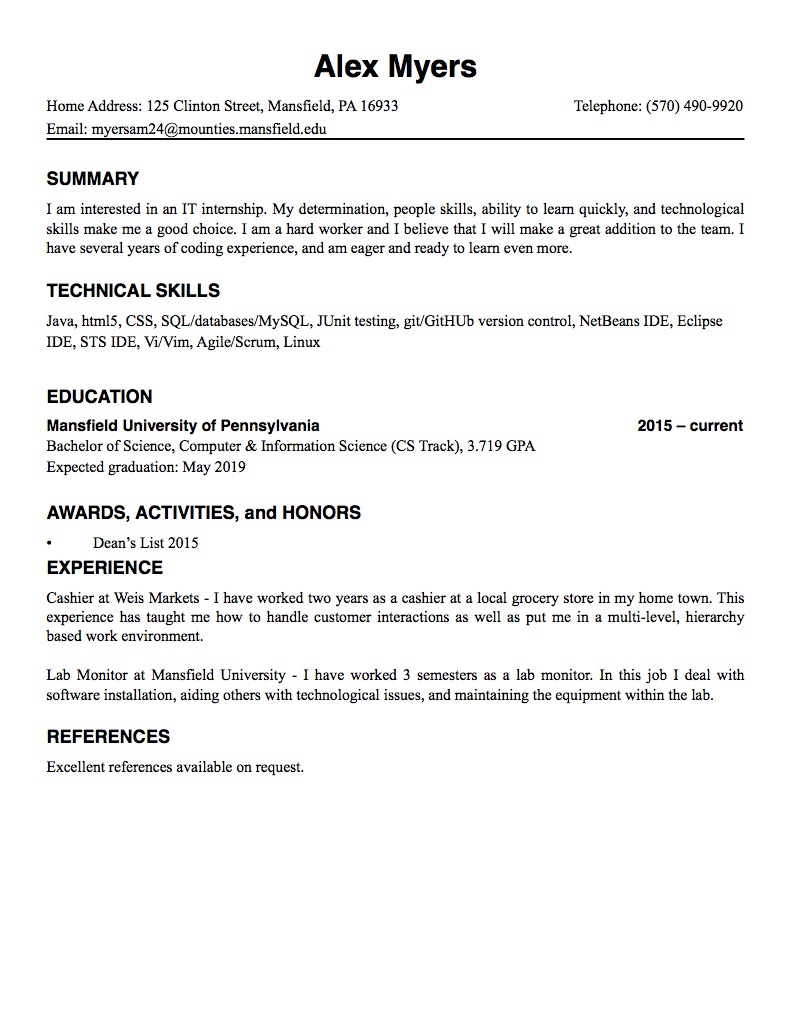 Alex Myers
Home Address: 125 Clinton Street, Mansfield, PA 16933 Telephone: (570) 490-9920
Email: myersam24@mounties.mansfield.edu
SUMMARY
I am interested in an IT internship. My determination, people skills, ability to learn quickly, and technological
skills make me a good choice. I am a hard worker and I believe that I will make a great addition to the team. I
have several years of coding experience, and am eager and ready to learn even more.
TECHNICAL SKILLS
Java, html5, CSS, SQL/databases/MySQL, JUnit testing, git/GitHUb version control, NetBeans IDE, Eclipse
IDE, STS IDE, Vi/Vim, Agile/Scrum, Linux
EDUCATION
Mansfield University of Pennsylvania 2015 – current
Bachelor of Science, Computer & Information Science (CS Track), 3.719 GPA
Expected graduation: May 2019
AWARDS, ACTIVITIES, and HONORS
• Dean’s List 2015
EXPERIENCE
Cashier at Weis Markets - I have worked two years as a cashier at a local grocery store in my home town. This
experience has taught me how to handle customer interactions as well as put me in a multi-level, hierarchy
based work environment.
Lab Monitor at Mansfield University - I have worked 3 semesters as a lab monitor. In this job I deal with
software installation, aiding others with technological issues, and maintaining the equipment within the lab.
REFERENCES
Excellent references available on request.